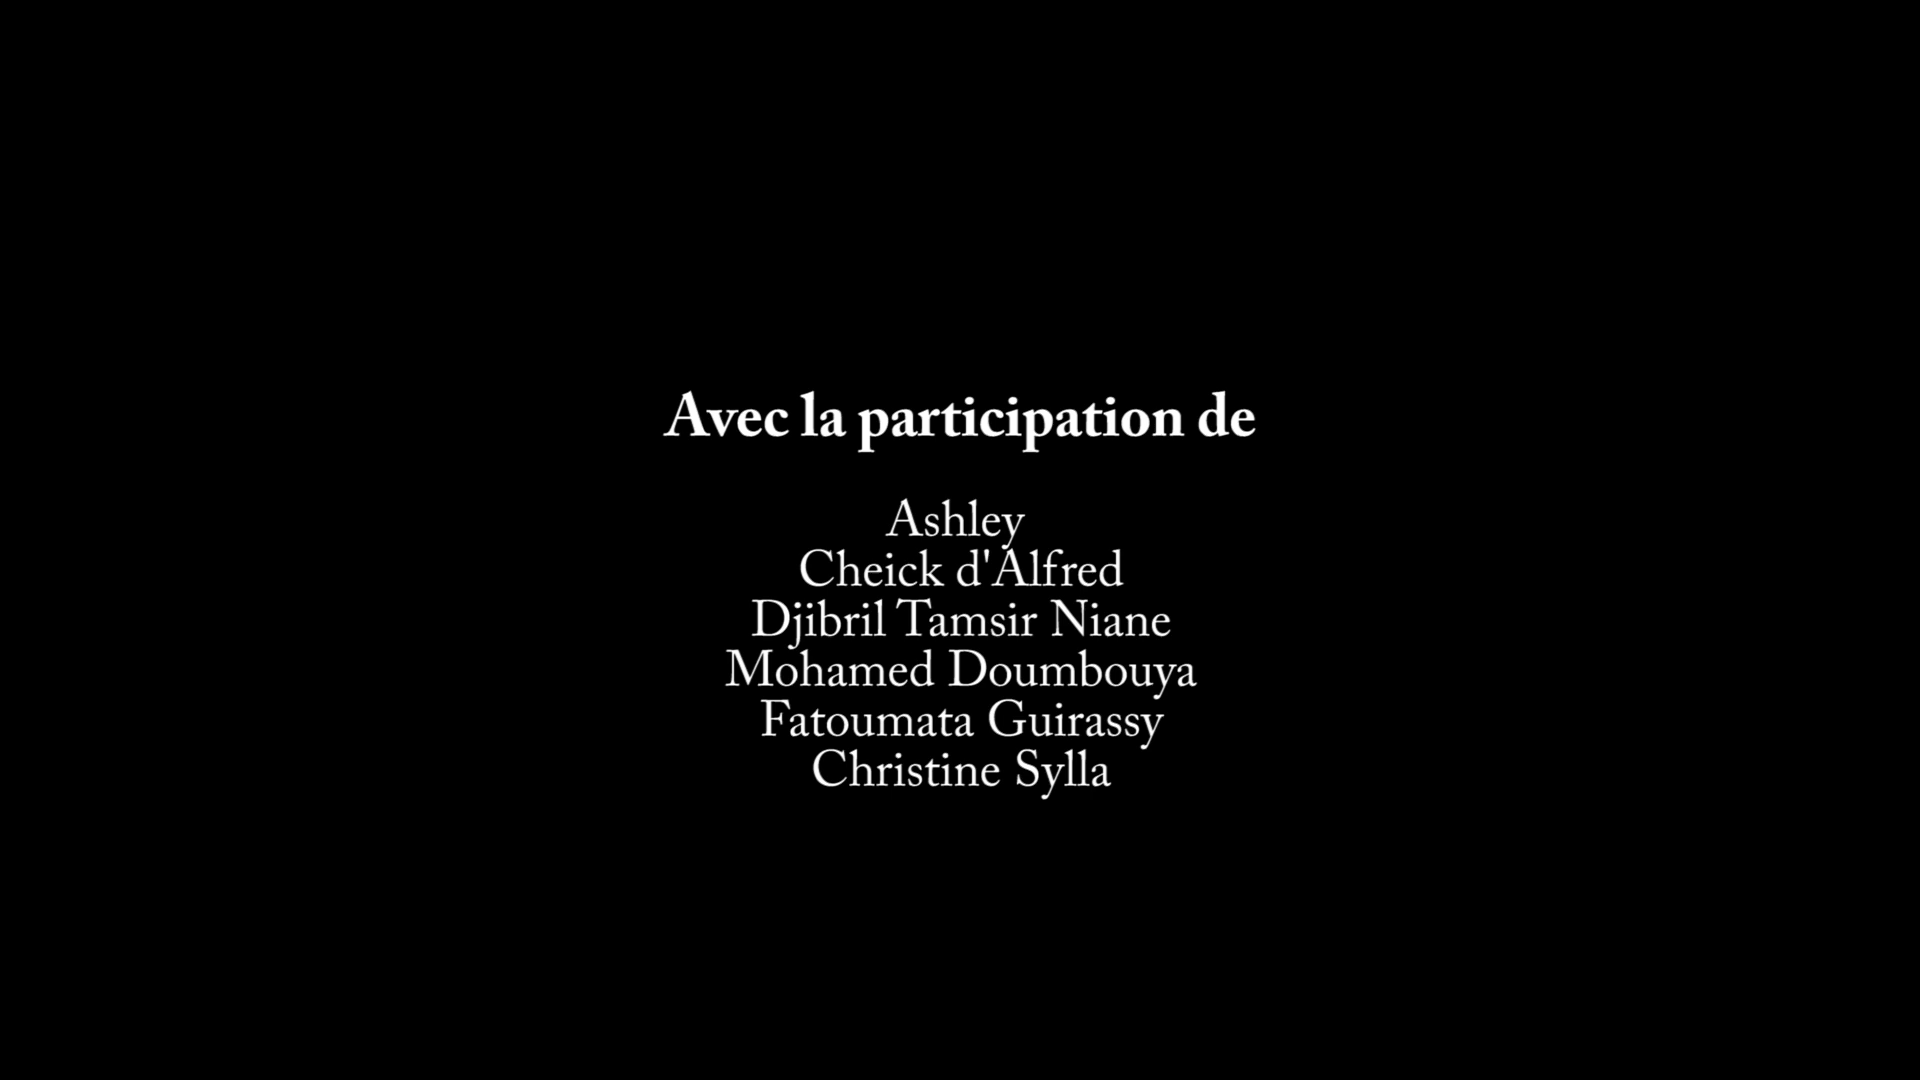 Avec la participation de
Ashley
Cheick d'Alfred
Djibril Tamsir Niane
Mohamed Doumbouya
Fatoumata Guirassy
Christine Sylla